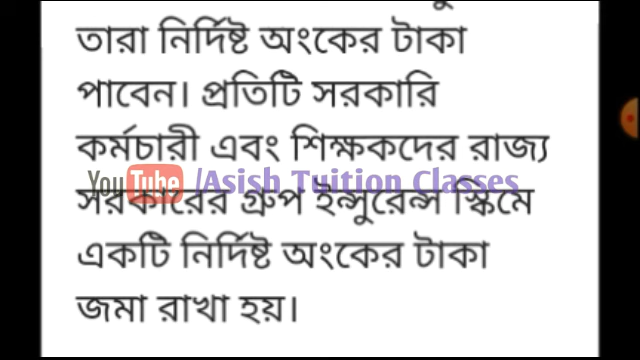 তারা নির্দিষ্ট অংকের টাকা
পাবেন। প্রতিটি সরকারি
কর্মচারী এবং শিক্ষকদের রাজ্য
YouTube /Asish Tuition Classes
সরকারের গ্রুপ ইন্সুরেন্স স্কিমে
একটি নির্দিষ্ট অংকের টাকা
জমা রাখা হয়।